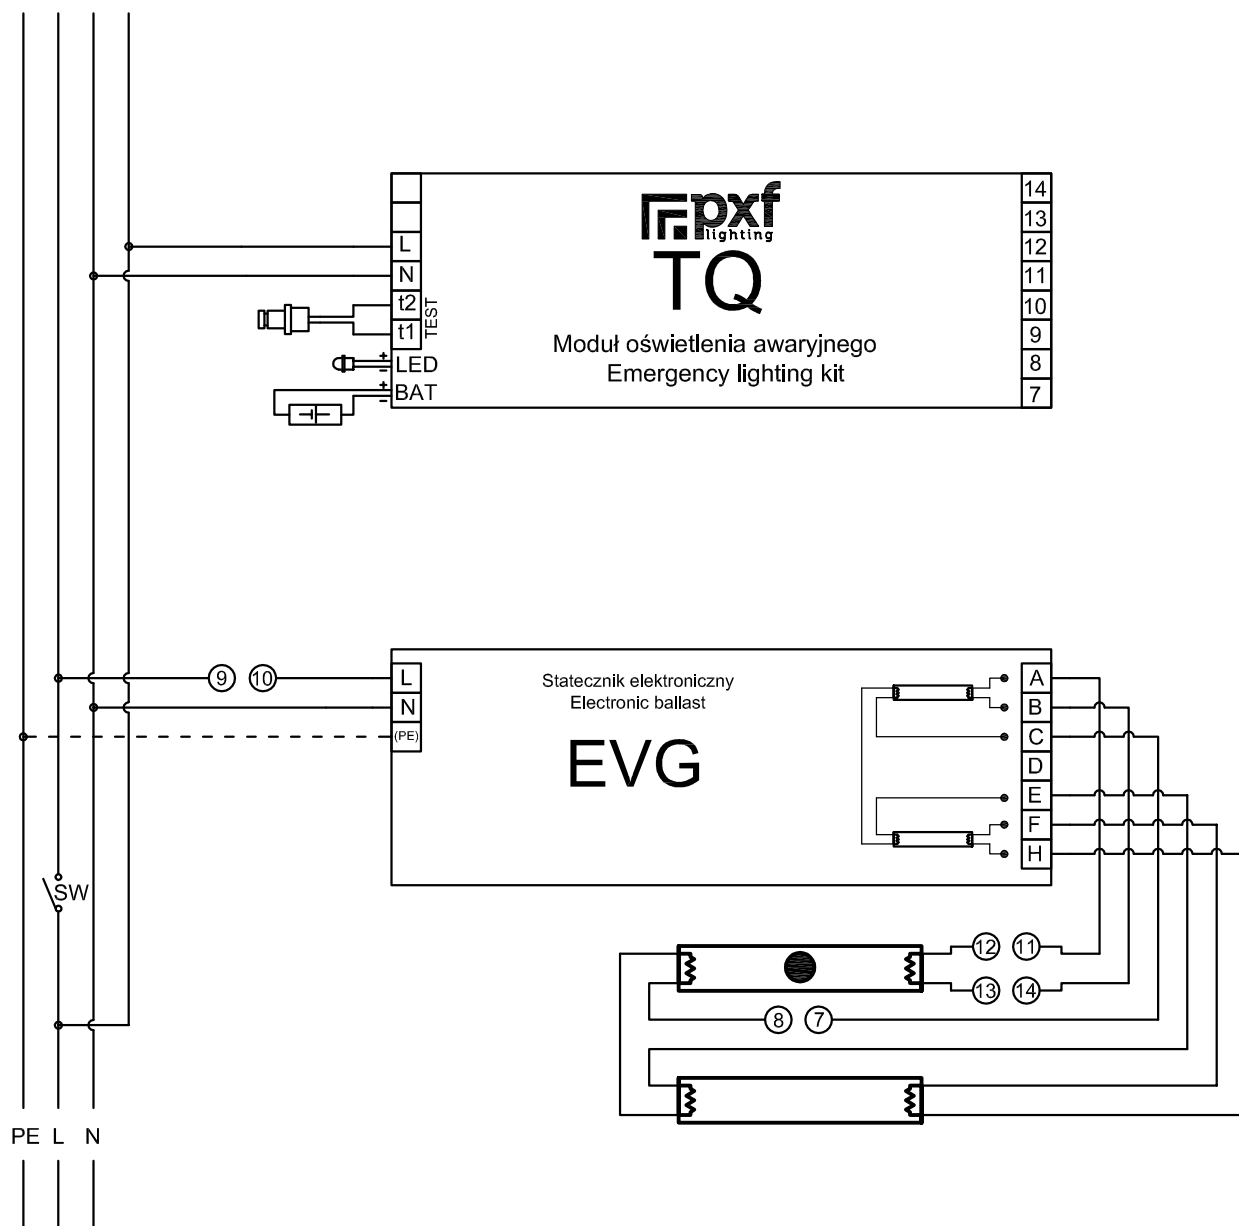 pxf
lighting
TQ
Moduł oświetlenia awaryjnego
Emergency lighting kit
L
N
t2
t1
TEST
LED
BAT
+
−
+
−
14
13
12
11
10
9
8
7
9 10
L
N
(PE)
Statecznik elektroniczny
Electronic ballast
EVG
A
B
C
D
E
F
H
SW
12 11
13 14
8 7
PE L N